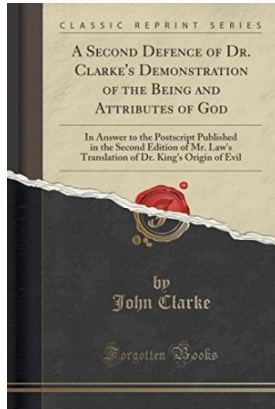 CLASSIC REPRINT SERIES
A SECOND DEFENCE OF DR.
CLARKE'S DEMONSTRATION
OF THE BEING AND
ATTRIBUTES OF GOD
In Answer to the Postscript Published
in the Second Edition of Mr. Law's
Translation of Dr. King's Origin of Evil
by
John Clarke
Forgotten Books